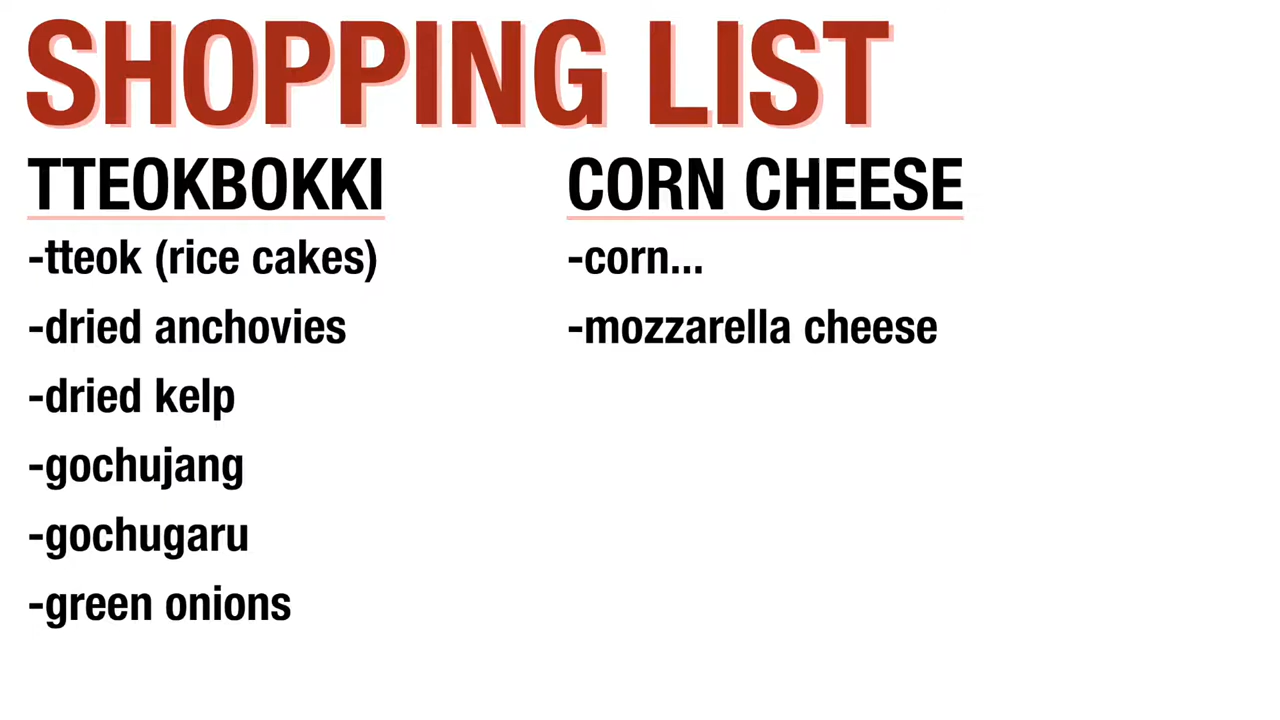 SHOPPING LIST
TTEOKBOKKI
-tteok (rice cakes)
-dried anchovies
-dried kelp
-gochujang
-gochugaru
-green onions
CORN CHEESE
-corn...
-mozzarella cheese